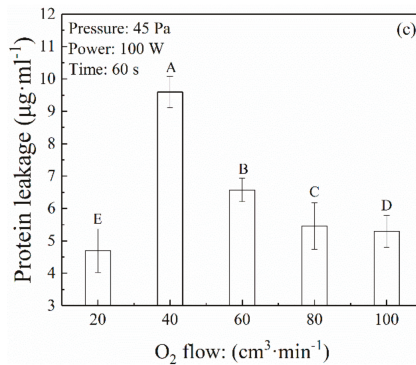 Pressure: 45 Pa
Power: 100 W
Time: 60 s
(c)
Protein leakage (μg·ml⁻¹)
12
11
10
9
8
7
6
5
4
3
E
A
B
C
D
20 40 60 80 100
O₂ flow: (cm³·min⁻¹)